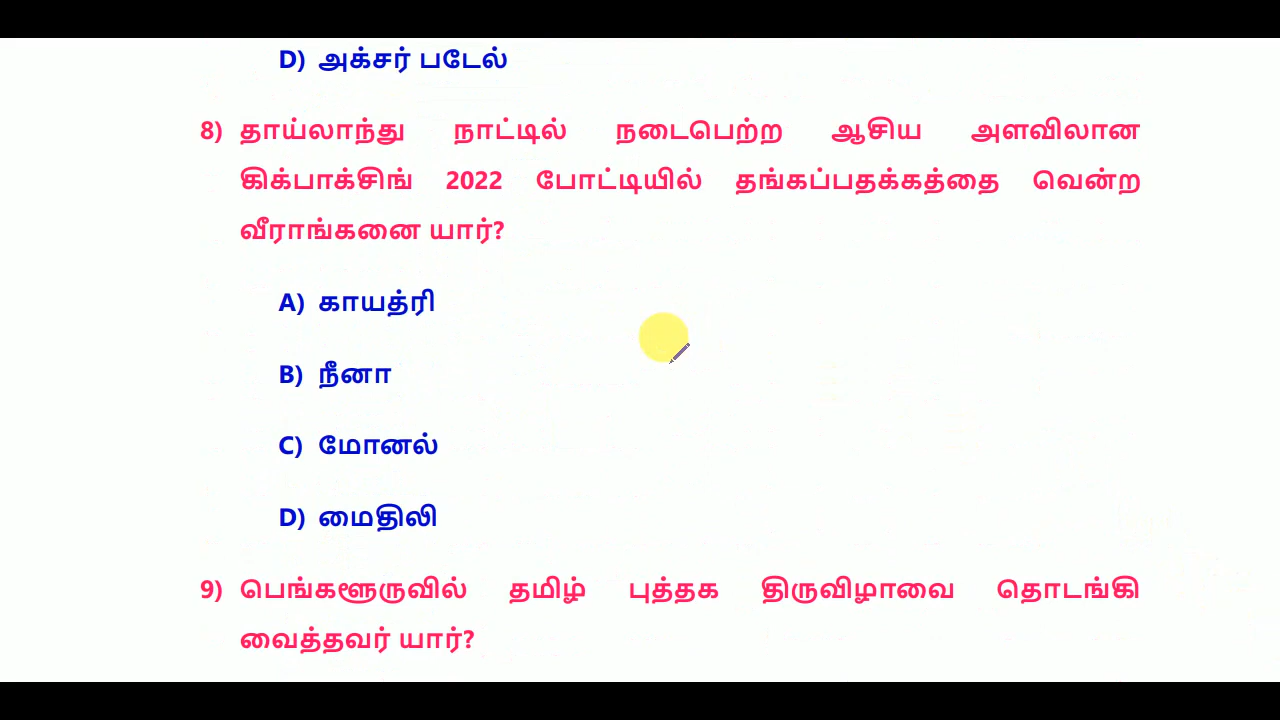 D) அக்சர் படேல்
8) தாய்லாந்து நாட்டில் நடைபெற்ற ஆசிய அளவிலான
கிக்பாக்சிங் 2022 போட்டியில் தங்கப்பதக்கத்தை வென்ற
வீராங்கனை யார்?
A) காயத்ரி
B) நீனா
C) மோனல்
D) மைதிலி
9) பெங்களூருவில் தமிழ் புத்தக திருவிழாவை தொடங்கி
வைத்தவர் யார்?